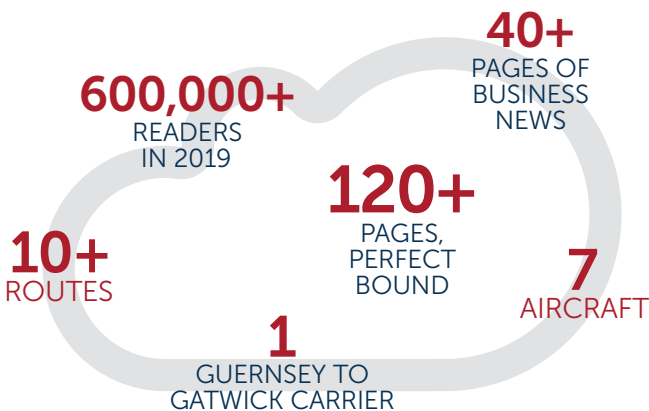 40+
PAGES OF
BUSINESS
NEWS
600,000+
READERS
IN 2019
120+
PAGES,
PERFECT
BOUND
10+
ROUTES
7
AIRCRAFT
1
GUERNSEY TO
GATWICK CARRIER